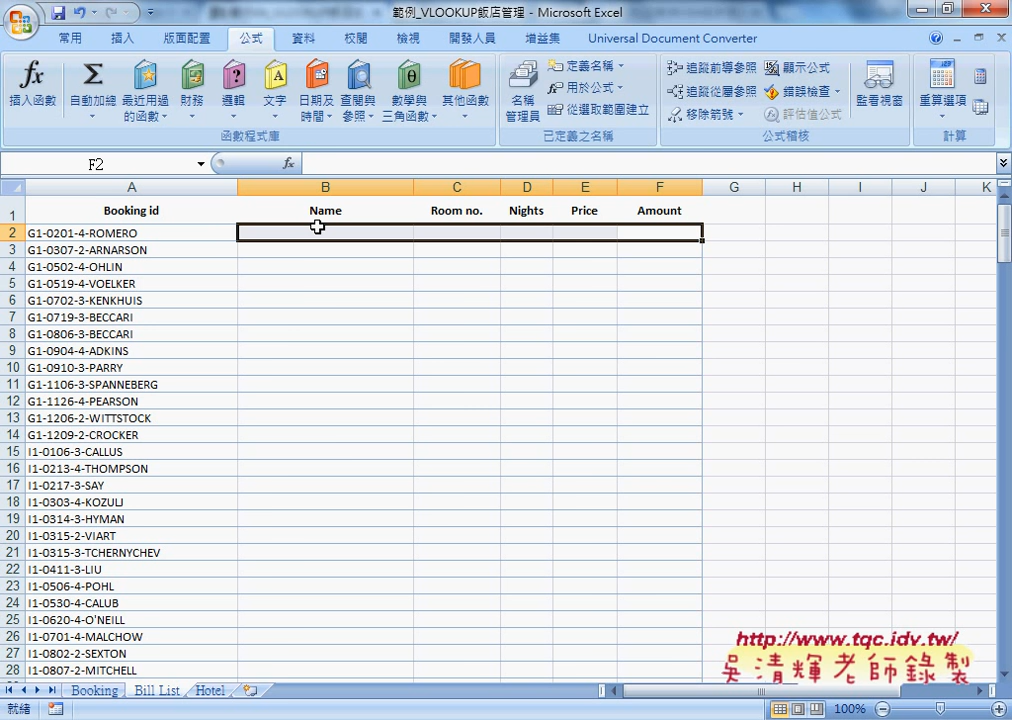 範例_VLOOKUP飯店管理 - Microsoft Excel
常用 插入 版面配置 公式 資料 校閱 檢視 開發人員 增益集 Universal Document Converter
插入函數
自動加總
最近用過的函數
財務
邏輯
文字
日期及時間
查閱與參照
數學與三角函數
其他函數
函數程式庫
名稱管理員
定義名稱
用於公式
從選取範圍建立
已定義之名稱
追蹤前導參照
追蹤從屬參照
移除箭號
顯示公式
錯誤檢查
評估值公式
公式稽核
監看視窗
重算選項
計算
F2 fx
A B C D E F G H I J K
1 Booking id Name Room no. Nights Price Amount
2 G1-0201-4-ROMERO
3 G1-0307-2-ARNARSON
4 G1-0502-4-OHLIN
5 G1-0519-4-VOELKER
6 G1-0702-3-KENKHUIS
7 G1-0719-3-BECCARI
8 G1-0806-3-BECCARI
9 G1-0904-4-ADKINS
10 G1-0910-3-PARRY
11 G1-1106-3-SPANNEBERG
12 G1-1126-4-PEARSON
13 G1-1206-2-WITTSTOCK
14 G1-1209-2-CROCKER
15 I1-0106-3-CALLUS
16 I1-0213-4-THOMPSON
17 I1-0217-3-SAY
18 I1-0303-4-KOZULJ
19 I1-0314-3-HYMAN
20 I1-0315-2-VIART
21 I1-0315-3-TCHERNYCHEV
22 I1-0411-3-LIU
23 I1-0506-4-POHL
24 I1-0530-4-CALUB
25 I1-0620-4-O'NEILL
26 I1-0701-4-MALCHOW
27 I1-0802-2-SEXTON
28 I1-0807-2-MITCHELL
http://www.tqc.idv.tw/
吳清輝老師錄製
Booking Bill List Hotel
就緒
100%